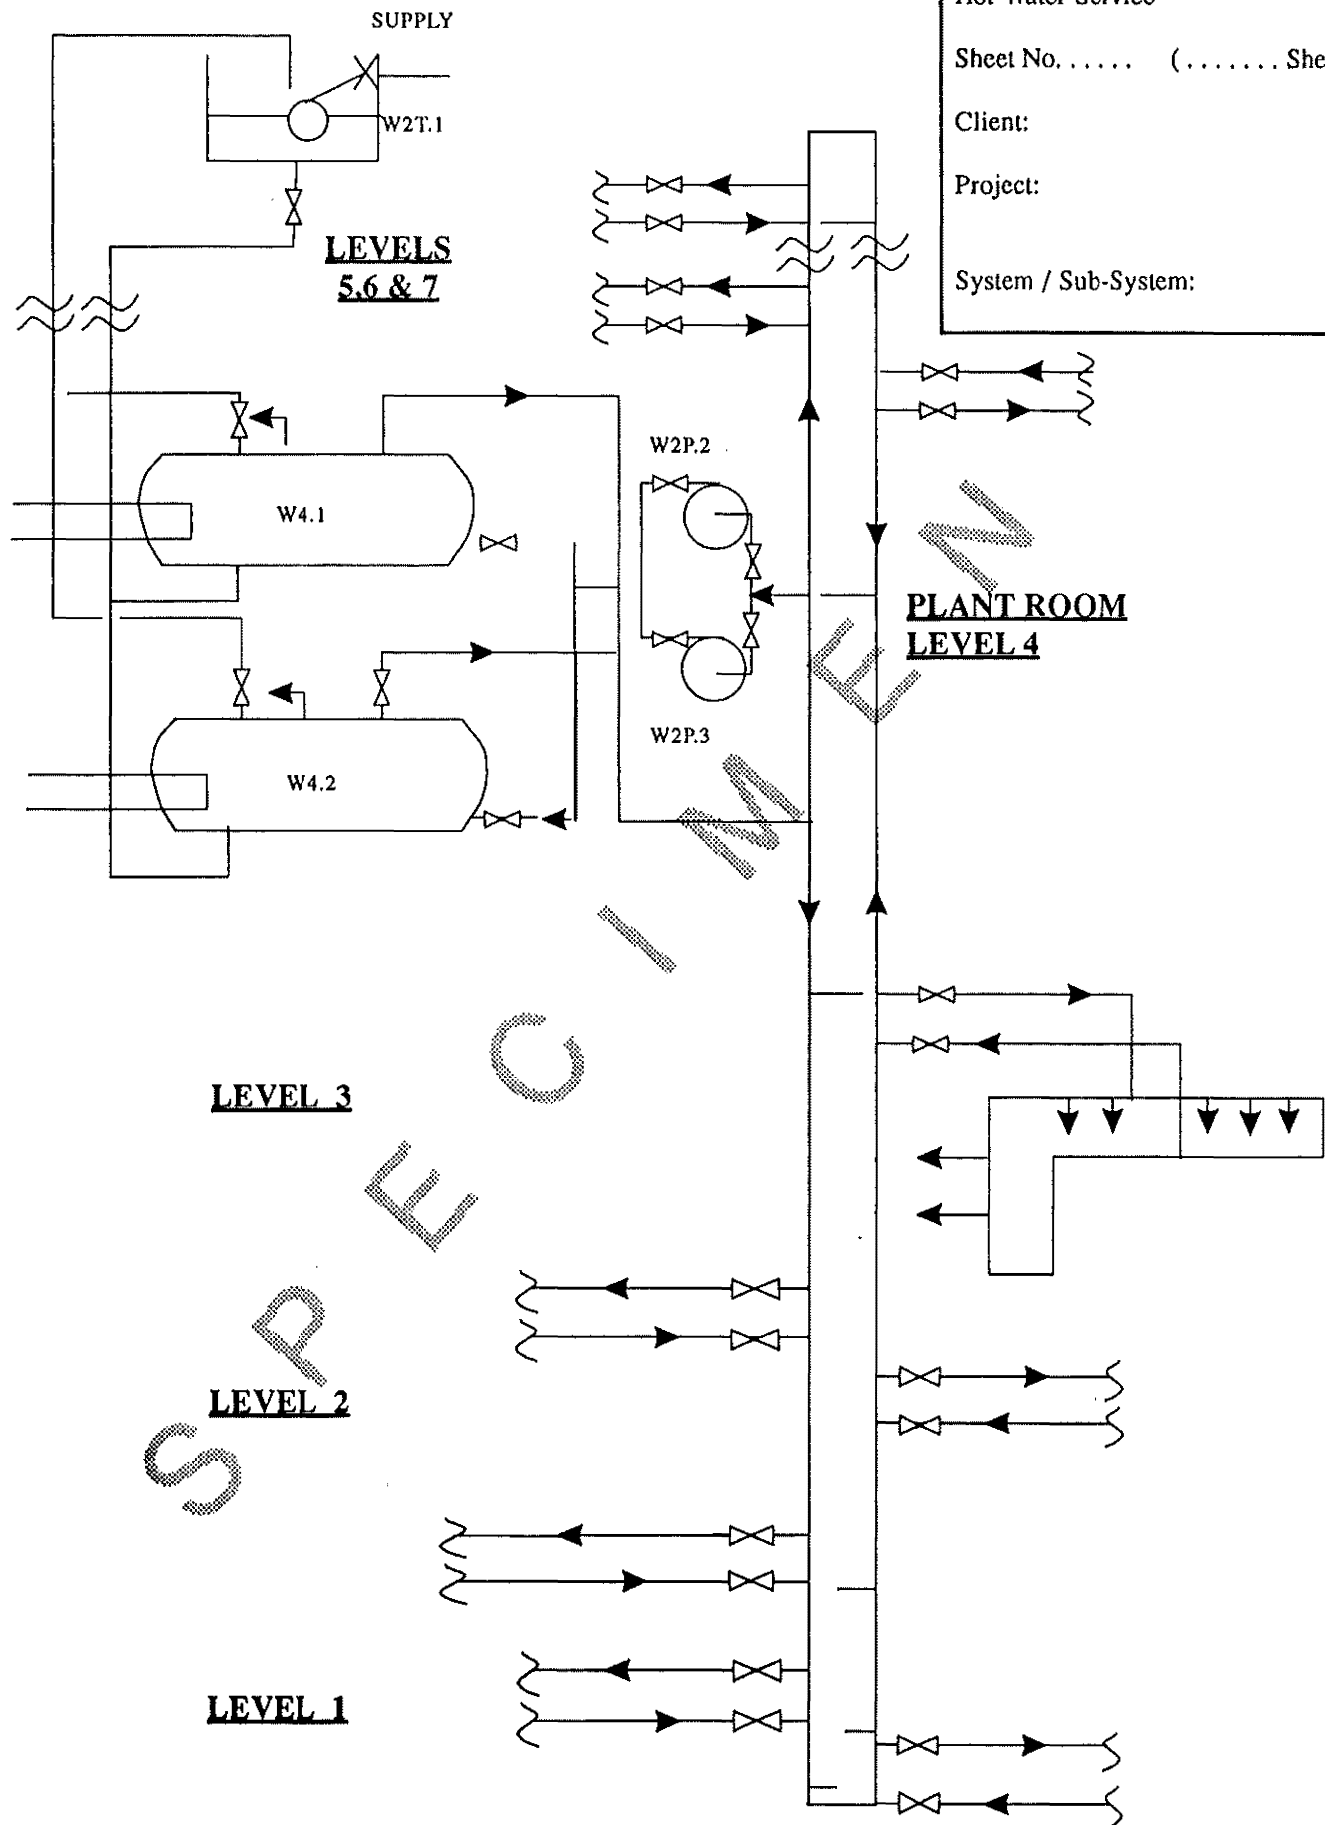 SUPPLY
Sheet No. . . . . . ( . . . . . . . She
Client:
W2T.1
Project:
LEVELS
5,6 & 7
System / Sub-System:
W2P.2
W4.1
PLANT ROOM
LEVEL 4
W2P.3
W4.2
LEVEL 3
LEVEL 2
LEVEL 1
SPECIMEN